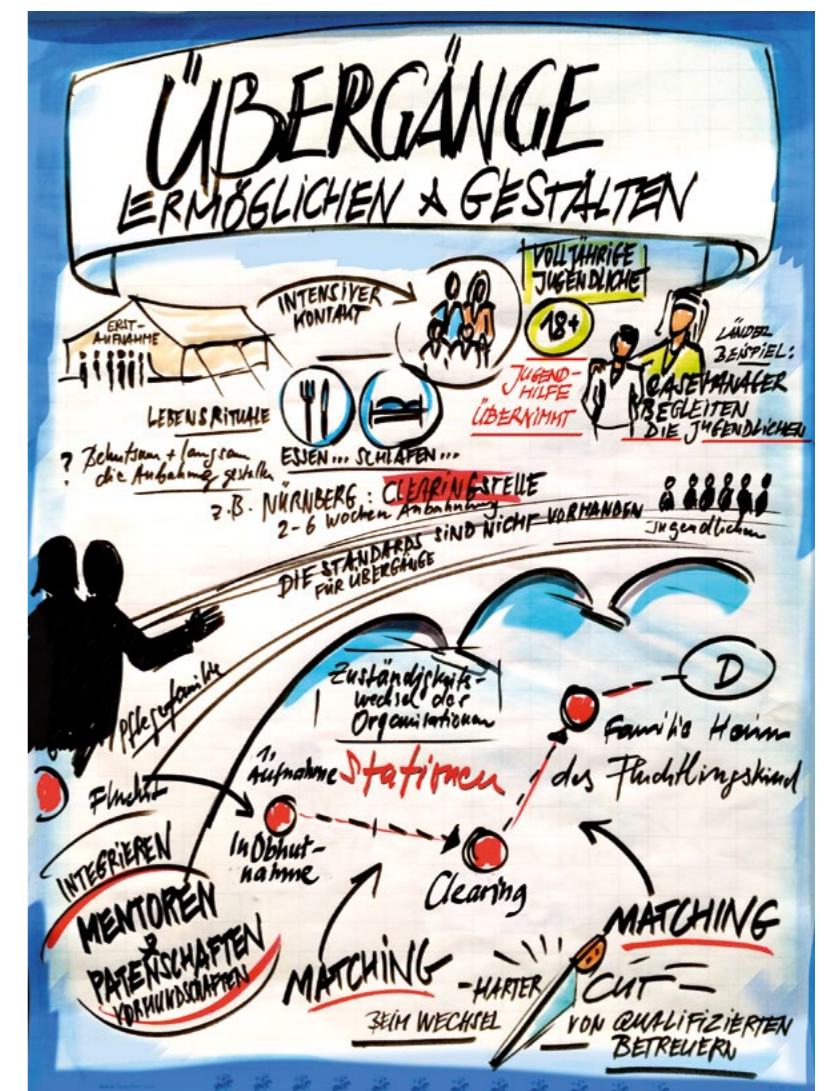 ÜBERGÄNGE
ERMÖGLICHEN & GESTALTEN
ERST-
AUFNAHME
INTENSIVER
KONTAKT
VOLLJÄHRIGE
JUGENDLICHE
18+
JUGEND-
HILFE
ÜBERNIMMT
LÄNDER
BEISPIEL:
CASEMANAGER
BEGLEITEN
DIE JUGENDLICHEN
LEBENSRITUALE
ESSEN... SCHLAFEN...
? Behutsam + langsam
die Anbahnung gestalten
z.B. NÜRNBERG: CLEARINGSTELLE
2-6 Wochen Anbahnung
DIE STANDARDS SIND NICHT VORHANDEN
FÜR ÜBERGÄNGE
Jugendlichen
Pflegefamilie
Zuständigkeits-
wechsel der
Organisationen
D
Familie Heim
des Fluchtlingskind
1.
Aufnahme
Stationen
Flucht
InObhut-
nahme
Clearing
INTEGRIEREN
MENTOREN
&
PATENSCHAFTEN
VORMUNDSCHAFTEN
MATCHING
BEIM WECHSEL
MATCHING
-HARTER CUT-
VON QUALIFIZIERTEN
BETREUERN